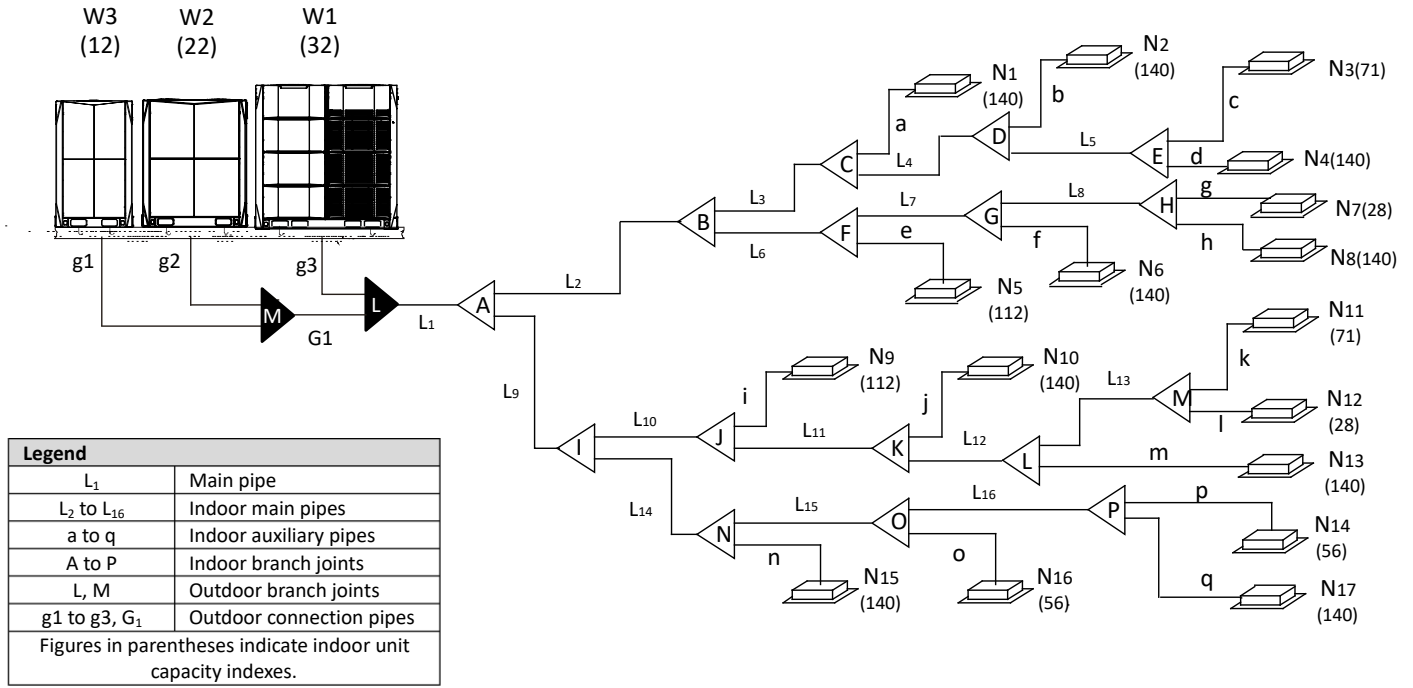 W3
(12)
W2
(22)
W1
(32)
g1
g2
g3
M
L
G1
L1
A
L2
L9
B
L3
L6
C
a
N1
(140)
L4
D
b
N2
(140)
L5
E
c
N3(71)
d
N4(140)
F
L7
e
N5
(112)
G
L8
f
N6
(140)
H
g
N7(28)
h
N8(140)
I
L10
L14
J
i
N9
(112)
L11
K
j
N10
(140)
L12
L
L13
M
k
N11
(71)
l
N12
(28)
m
N13
(140)
N
L15
n
N15
(140)
O
L16
o
N16
(56)
P
p
N14
(56)
q
N17
(140)
Legend
L1 Main pipe
L2 to L16 Indoor main pipes
a to q Indoor auxiliary pipes
A to P Indoor branch joints
L, M Outdoor branch joints
g1 to g3, G1 Outdoor connection pipes
Figures in parentheses indicate indoor unit
capacity indexes.